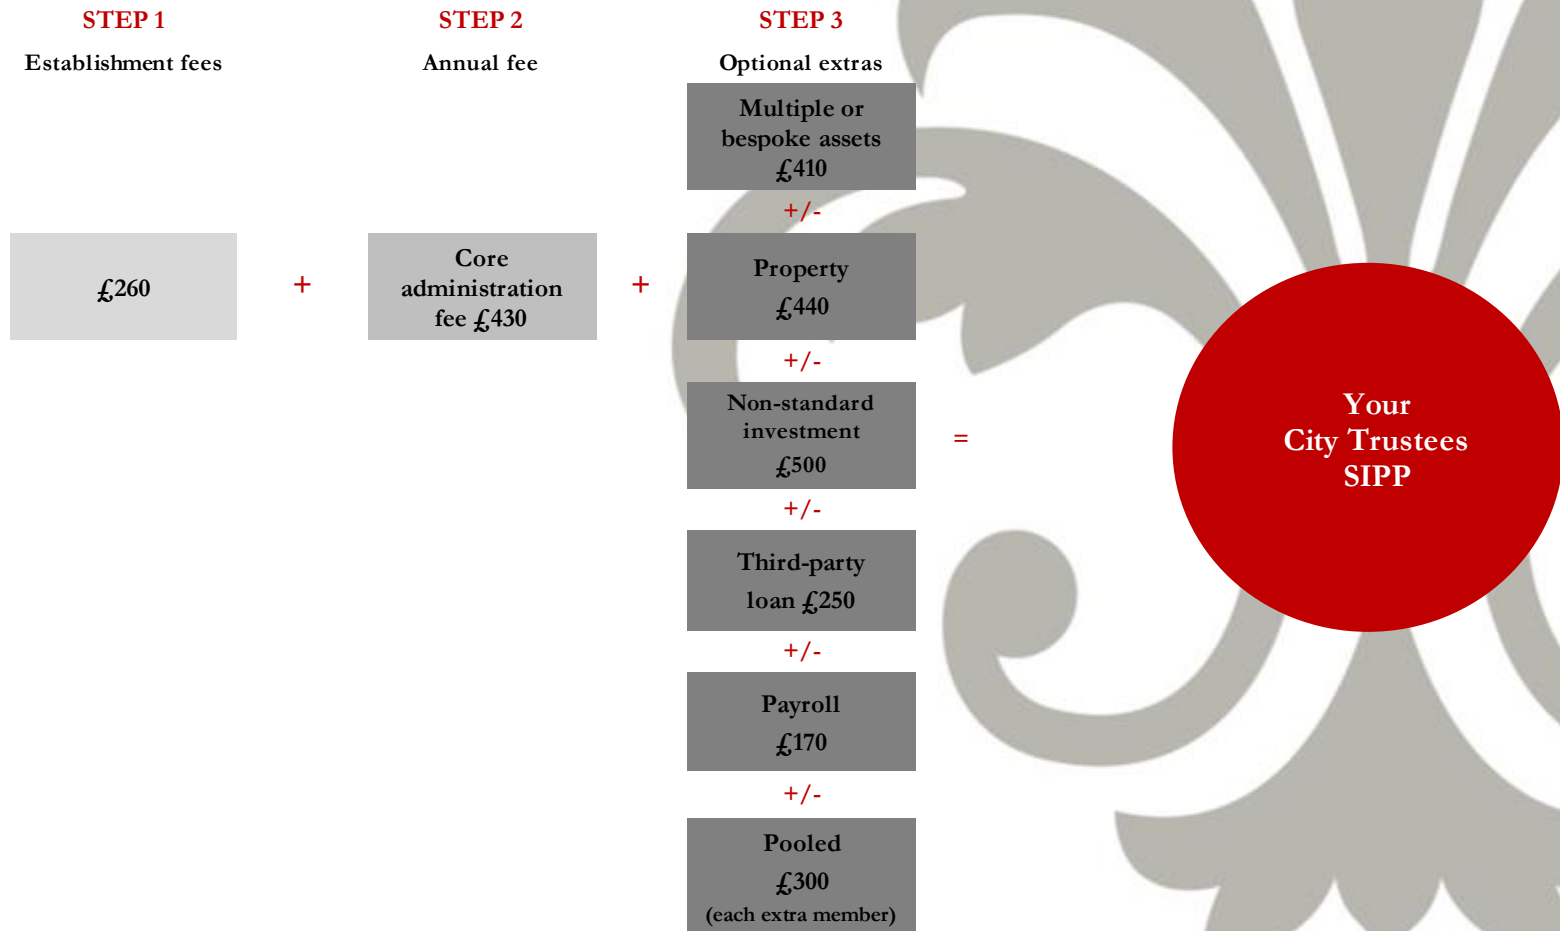 STEP 1
Establishment fees
£260
+
STEP 2
Annual fee
Core
administration
fee £430
+
STEP 3
Optional extras
Multiple or
bespoke assets
£410
+/-
Property
£440
+/-
Non-standard
investment
£500
+/-
Third-party
loan £250
+/-
Payroll
£170
+/-
Pooled
£300
(each extra member)
=
Your
City Trustees
SIPP